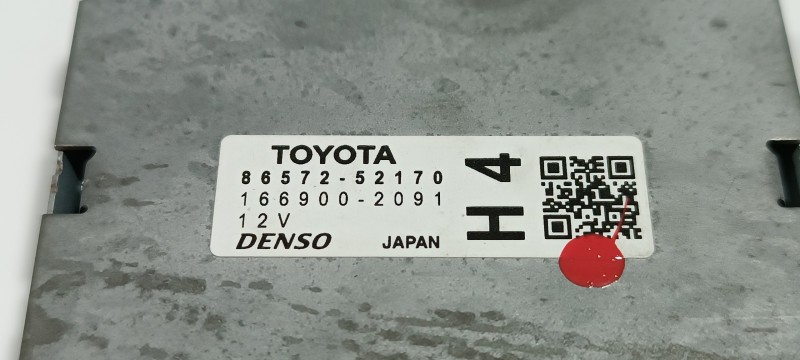 TOYOTA
86572-52170
166900-2091
12V
DENSO JAPAN
H4